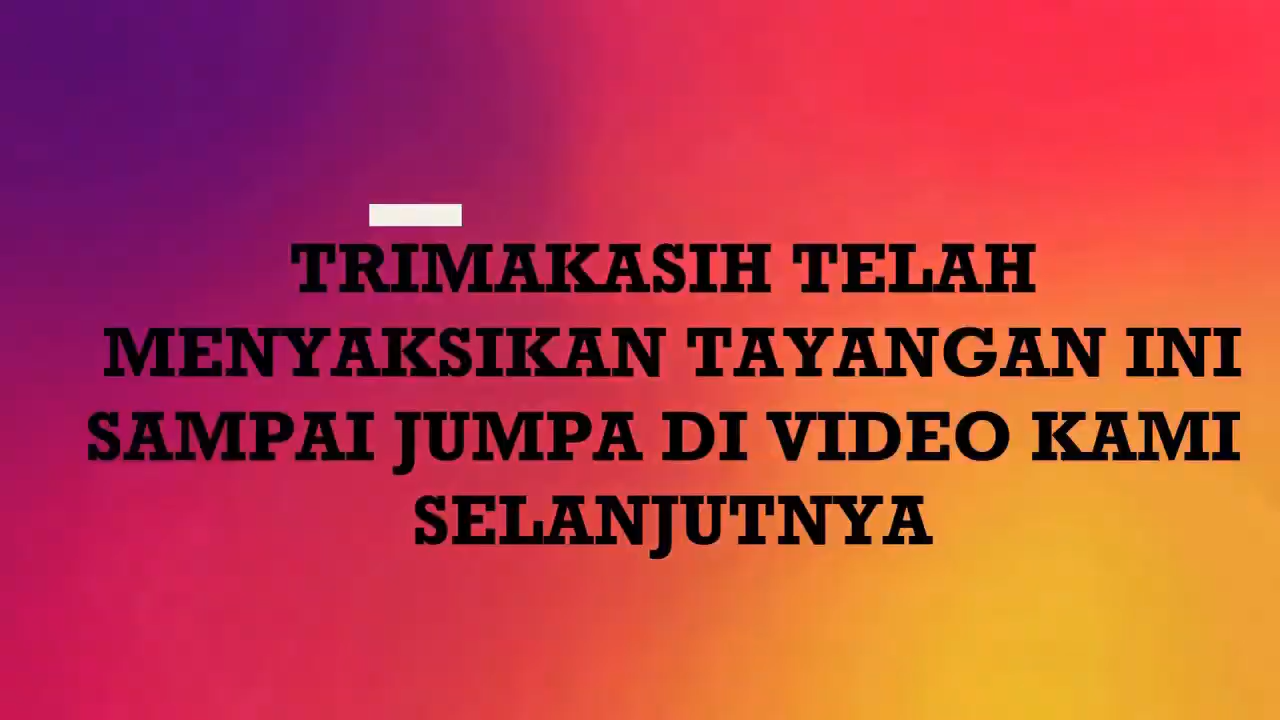 TRIMAKASIH TELAH
MENYAKSIKAN TAYANGAN INI
SAMPAI JUMPA DI VIDEO KAMI
SELANJUTNYA